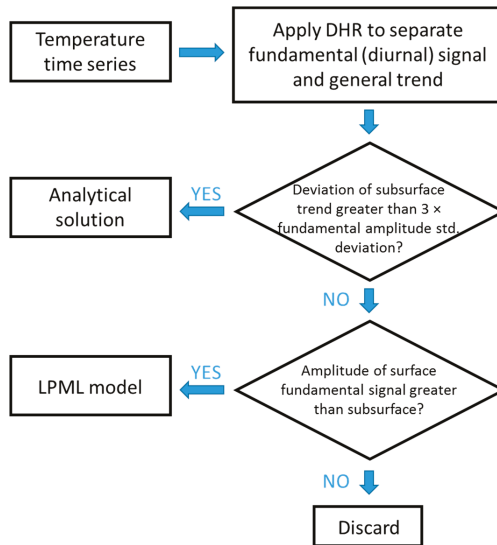 Temperature
time series
Apply DHR to separate
fundamental (diurnal) signal
and general trend
Deviation of subsurface
trend greater than 3 ×
fundamental amplitude std.
deviation?
YES
Analytical
solution
NO
Amplitude of surface
fundamental signal greater
than subsurface?
YES
LPML model
NO
Discard